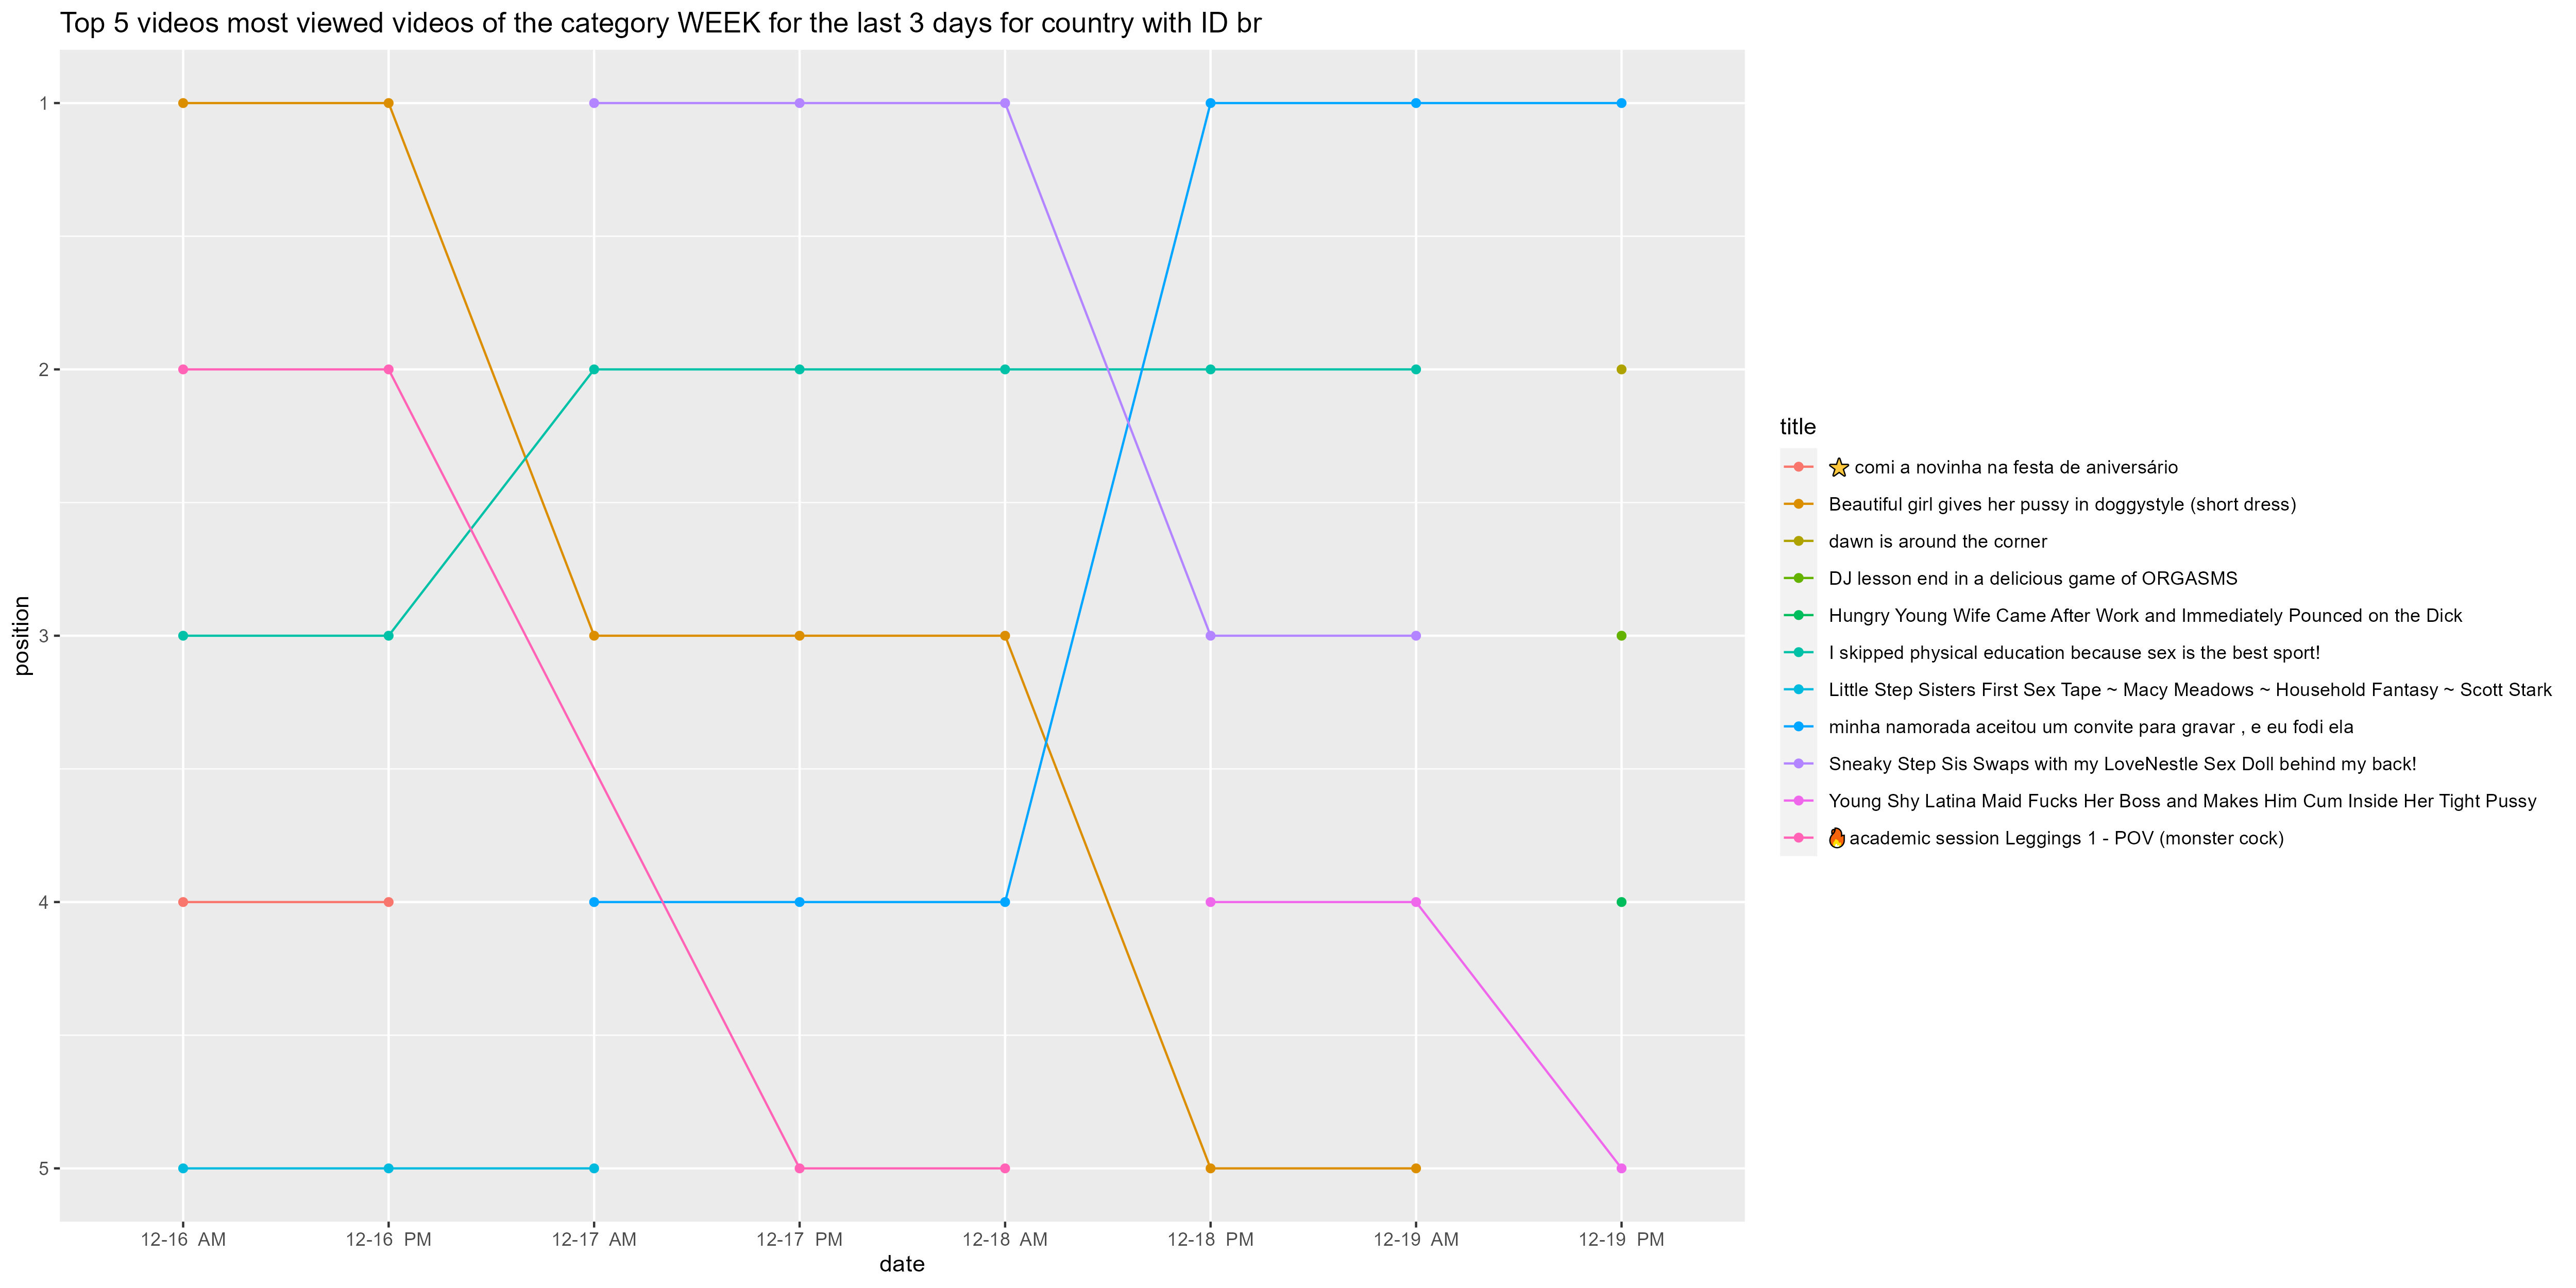 Top 5 videos most viewed videos of the category WEEK for the last 3 days for country with ID br
1
2
3
4
5
position
12-16 AM
12-16 PM
12-17 AM
12-17 PM
12-18 AM
12-18 PM
12-19 AM
12-19 PM
date
title
⭐ comi a novinha na festa de aniversário
Beautiful girl gives her pussy in doggystyle (short dress)
dawn is around the corner
DJ lesson end in a delicious game of ORGASMS
Hungry Young Wife Came After Work and Immediately Pounced on the Dick
I skipped physical education because sex is the best sport!
Little Step Sisters First Sex Tape ~ Macy Meadows ~ Household Fantasy ~ Scott Stark
minha namorada aceitou um convite para gravar , e eu fodi ela
Sneaky Step Sis Swaps with my LoveNestle Sex Doll behind my back!
Young Shy Latina Maid Fucks Her Boss and Makes Him Cum Inside Her Tight Pussy
🔥 academic session Leggings 1 - POV (monster cock)